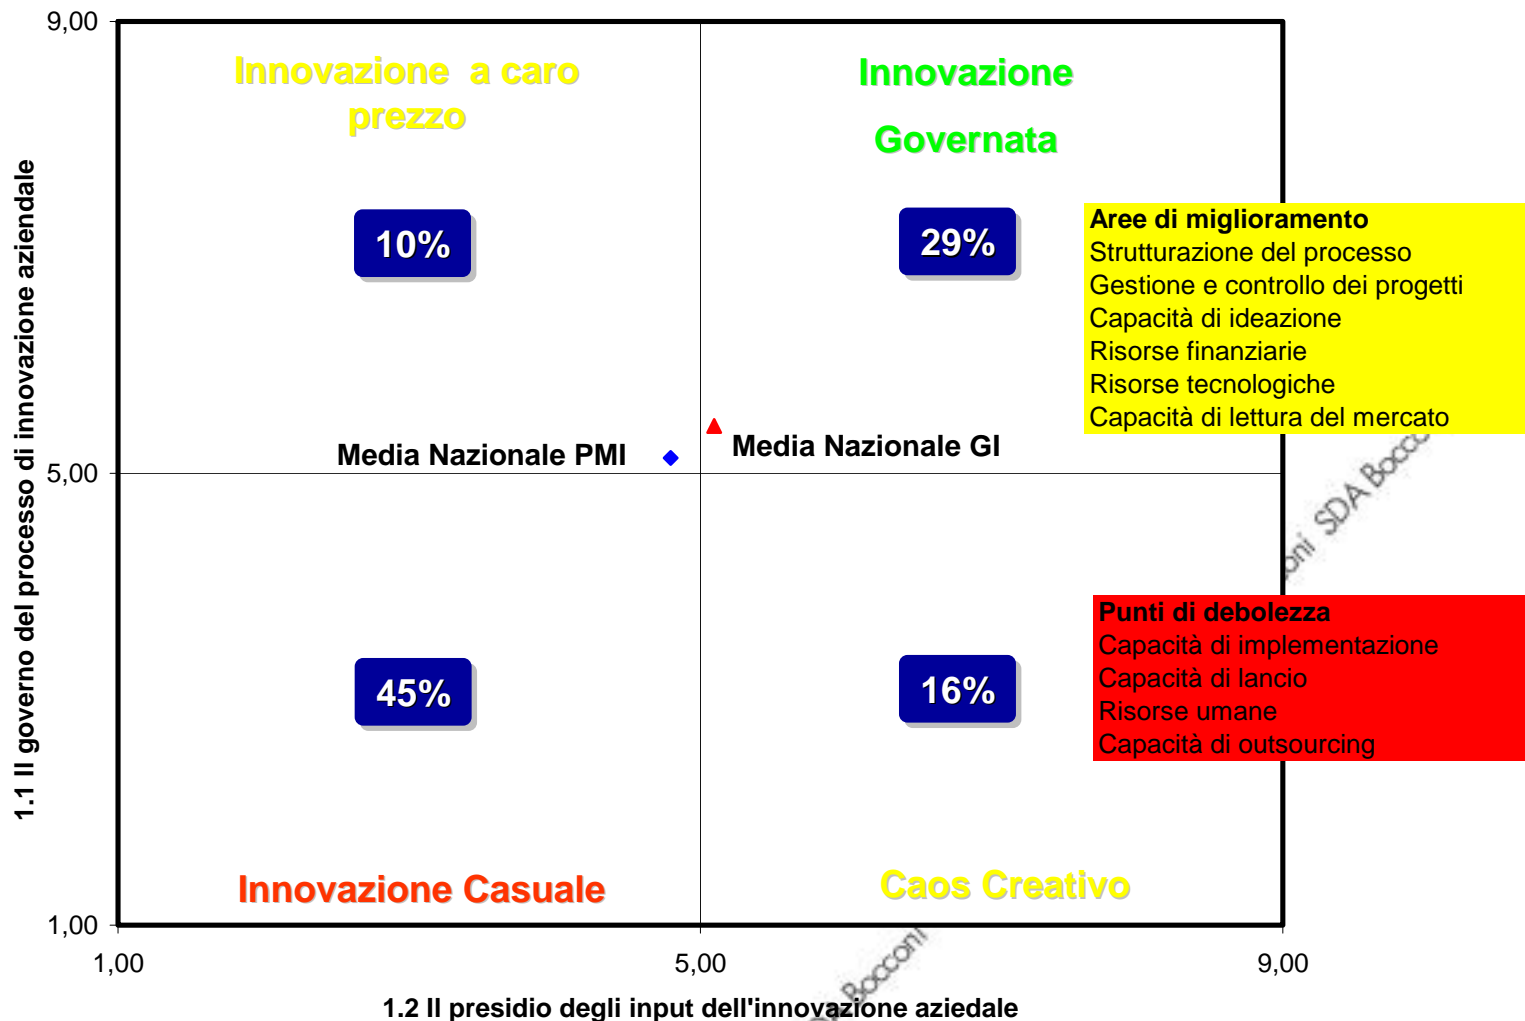 9,00
Innovazione a caro
prezzo
Innovazione
Governata
1.1 Il governo del processo di innovazione aziendale
10%
29%
Aree di miglioramento
Strutturazione del processo
Gestione e controllo dei progetti
Capacità di ideazione
Risorse finanziarie
Risorse tecnologiche
Capacità di lettura del mercato
Media Nazionale PMI
Media Nazionale GI
5,00
SDA Bocco
oni
Punti di debolezza
Capacità di implementazione
Capacità di lancio
Risorse umane
Capacità di outsourcing
45%
16%
Innovazione Casuale
Caos Creativo
1,00
1,00
5,00
9,00
DA Bocconi
1.2 Il presidio degli input dell'innovazione aziedale